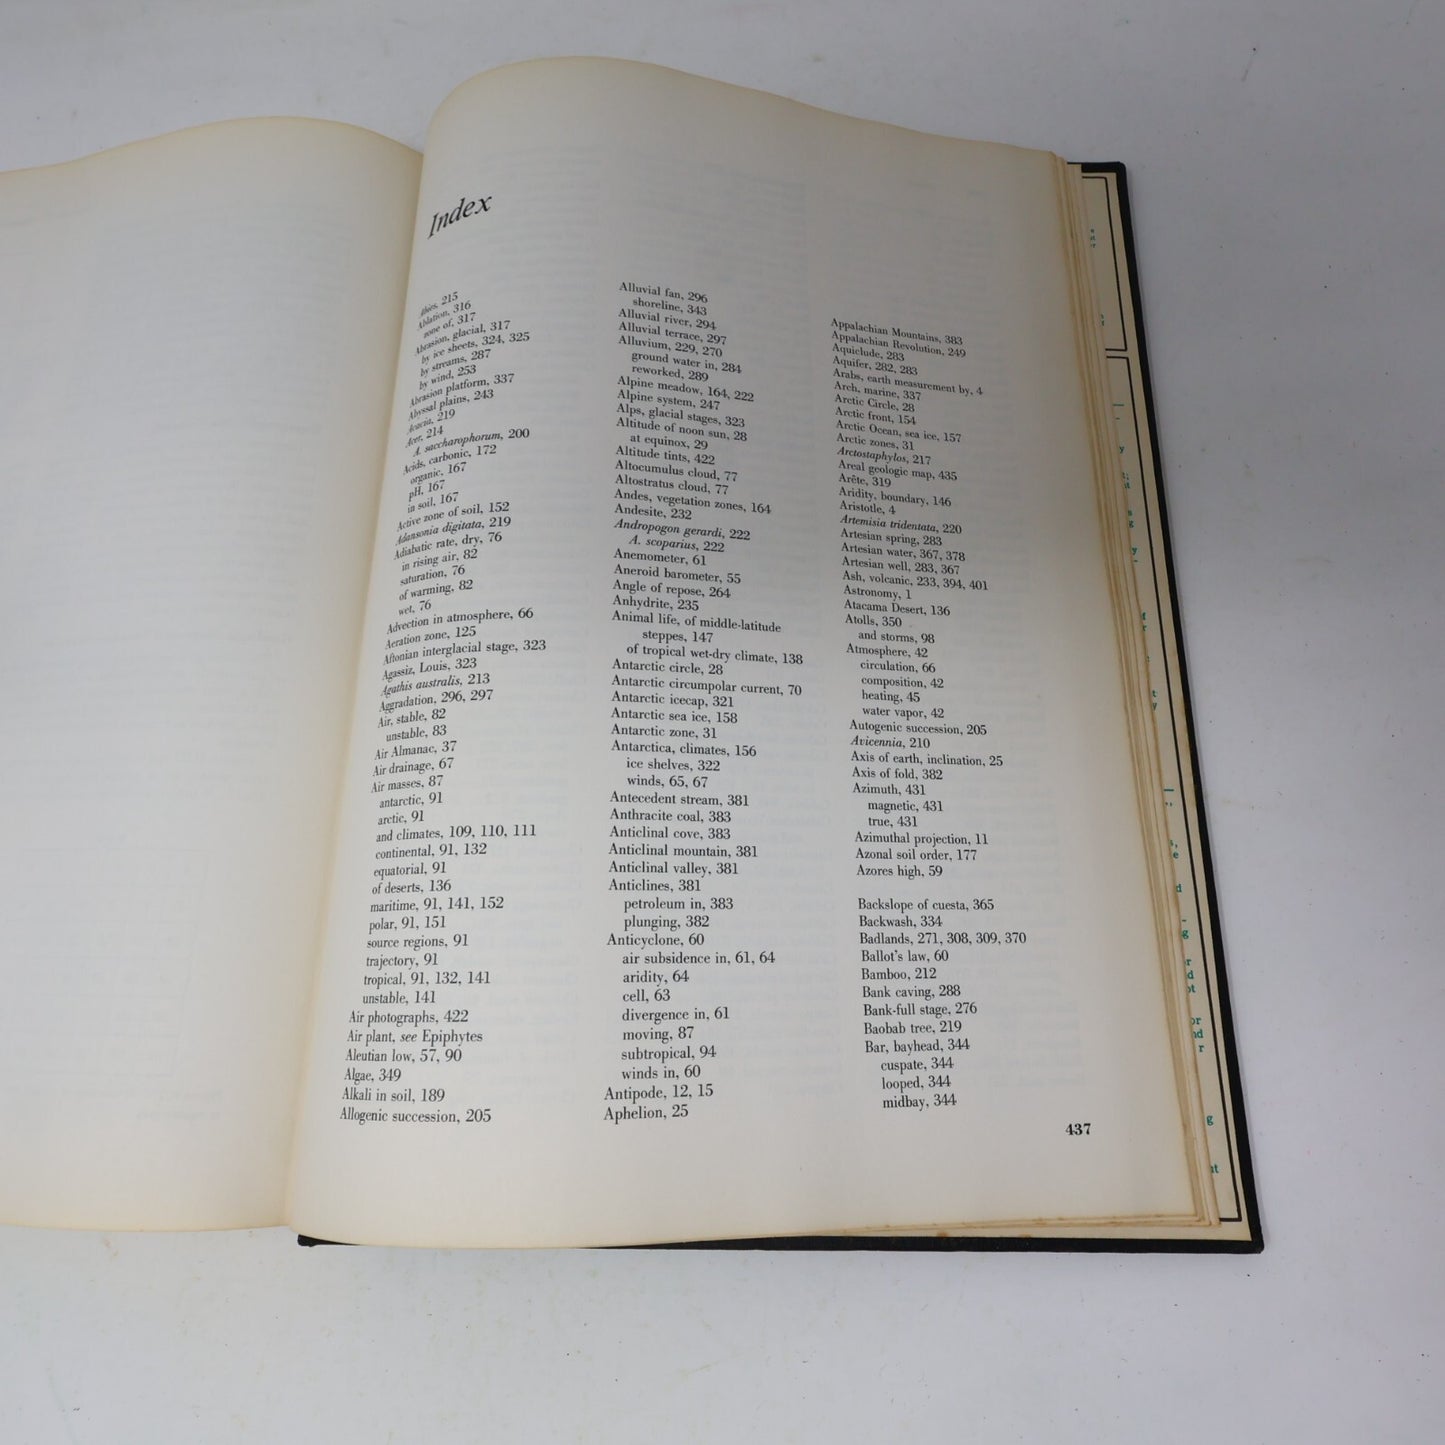 Index
Abies, 215
Ablation, 316
zone of, 317
Abrasion, glacial, 317
by ice sheets, 324, 325
by streams, 287
by wind, 253
Abrasion platform, 337
Abyssal plains, 243
Acacia, 219
Acer, 214
A. saccharophorum, 200
Acids, carbonic, 172
organic, 167
pH, 167
in soil, 167
Active zone of soil, 152
Adansonia digitata, 219
Adiabatic rate, dry, 76
in rising air, 82
saturation, 76
of warming, 82
wet, 76
Advection in atmosphere, 66
Aeration zone, 125
Aftonian interglacial stage, 323
Agassiz, Louis, 323
Agathis australis, 213
Aggradation, 296, 297
Air, stable, 82
unstable, 83
Air Almanac, 37
Air drainage, 67
Air masses, 87
antarctic, 91
arctic, 91
and climates, 109, 110, 111
continental, 91, 132
equatorial, 91
of deserts, 136
maritime, 91, 141, 152
polar, 91, 151
source regions, 91
trajectory, 91
tropical, 91, 132, 141
unstable, 141
Air photographs, 422
Air plant, see Epiphytes
Aleutian low, 57, 90
Algae, 349
Alkali in soil, 189
Allogenic succession, 205
Alluvial fan, 296
shoreline, 343
Alluvial river, 294
Alluvial terrace, 297
Alluvium, 229, 270
ground water in, 284
reworked, 289
Alpine meadow, 164, 222
Alpine system, 247
Alps, glacial stages, 323
Altitude of noon sun, 28
at equinox, 29
Altitude tints, 422
Altocumulus cloud, 77
Altostratus cloud, 77
Andes, vegetation zones, 164
Andesite, 232
Andropogon gerardi, 222
A. scoparius, 222
Anemometer, 61
Aneroid barometer, 55
Angle of repose, 264
Anhydrite, 235
Animal life, of middle-latitude
steppes, 147
of tropical wet-dry climate, 138
Antarctic circle, 28
Antarctic circumpolar current, 70
Antarctic icecap, 321
Antarctic sea ice, 158
Antarctic zone, 31
Antarctica, climates, 156
ice shelves, 322
winds, 65, 67
Antecedent stream, 381
Anthracite coal, 383
Anticlinal cove, 383
Anticlinal mountain, 381
Anticlinal valley, 381
Anticlines, 381
petroleum in, 383
plunging, 382
Anticyclone, 60
air subsidence in, 61, 64
aridity, 64
cell, 63
divergence in, 61
moving, 87
subtropical, 94
winds in, 60
Antipode, 12, 15
Aphelion, 25
Appalachian Mountains, 383
Appalachian Revolution, 249
Aquiclude, 283
Aquifer, 282, 283
Arabs, earth measurement by, 4
Arch, marine, 337
Arctic Circle, 28
Arctic front, 154
Arctic Ocean, sea ice, 157
Arctic zones, 31
Arctostaphylos, 217
Areal geologic map, 435
Arête, 319
Aridity, boundary, 146
Aristotle, 4
Artemisia tridentata, 220
Artesian spring, 283
Artesian water, 367, 378
Artesian well, 283, 367
Ash, volcanic, 233, 394, 401
Astronomy, 1
Atacama Desert, 136
Atolls, 350
and storms, 98
Atmosphere, 42
circulation, 66
composition, 42
heating, 45
water vapor, 42
Autogenic succession, 205
Avicennia, 210
Axis of earth, inclination, 25
Axis of fold, 382
Azimuth, 431
magnetic, 431
true, 431
Azimuthal projection, 11
Azonal soil order, 177
Azores high, 59
Backslope of cuesta, 365
Backwash, 334
Badlands, 271, 308, 309, 370
Ballot's law, 60
Bamboo, 212
Bank caving, 288
Bank-full stage, 276
Baobab tree, 219
Bar, bayhead, 344
cuspate, 344
looped, 344
midbay, 344
437